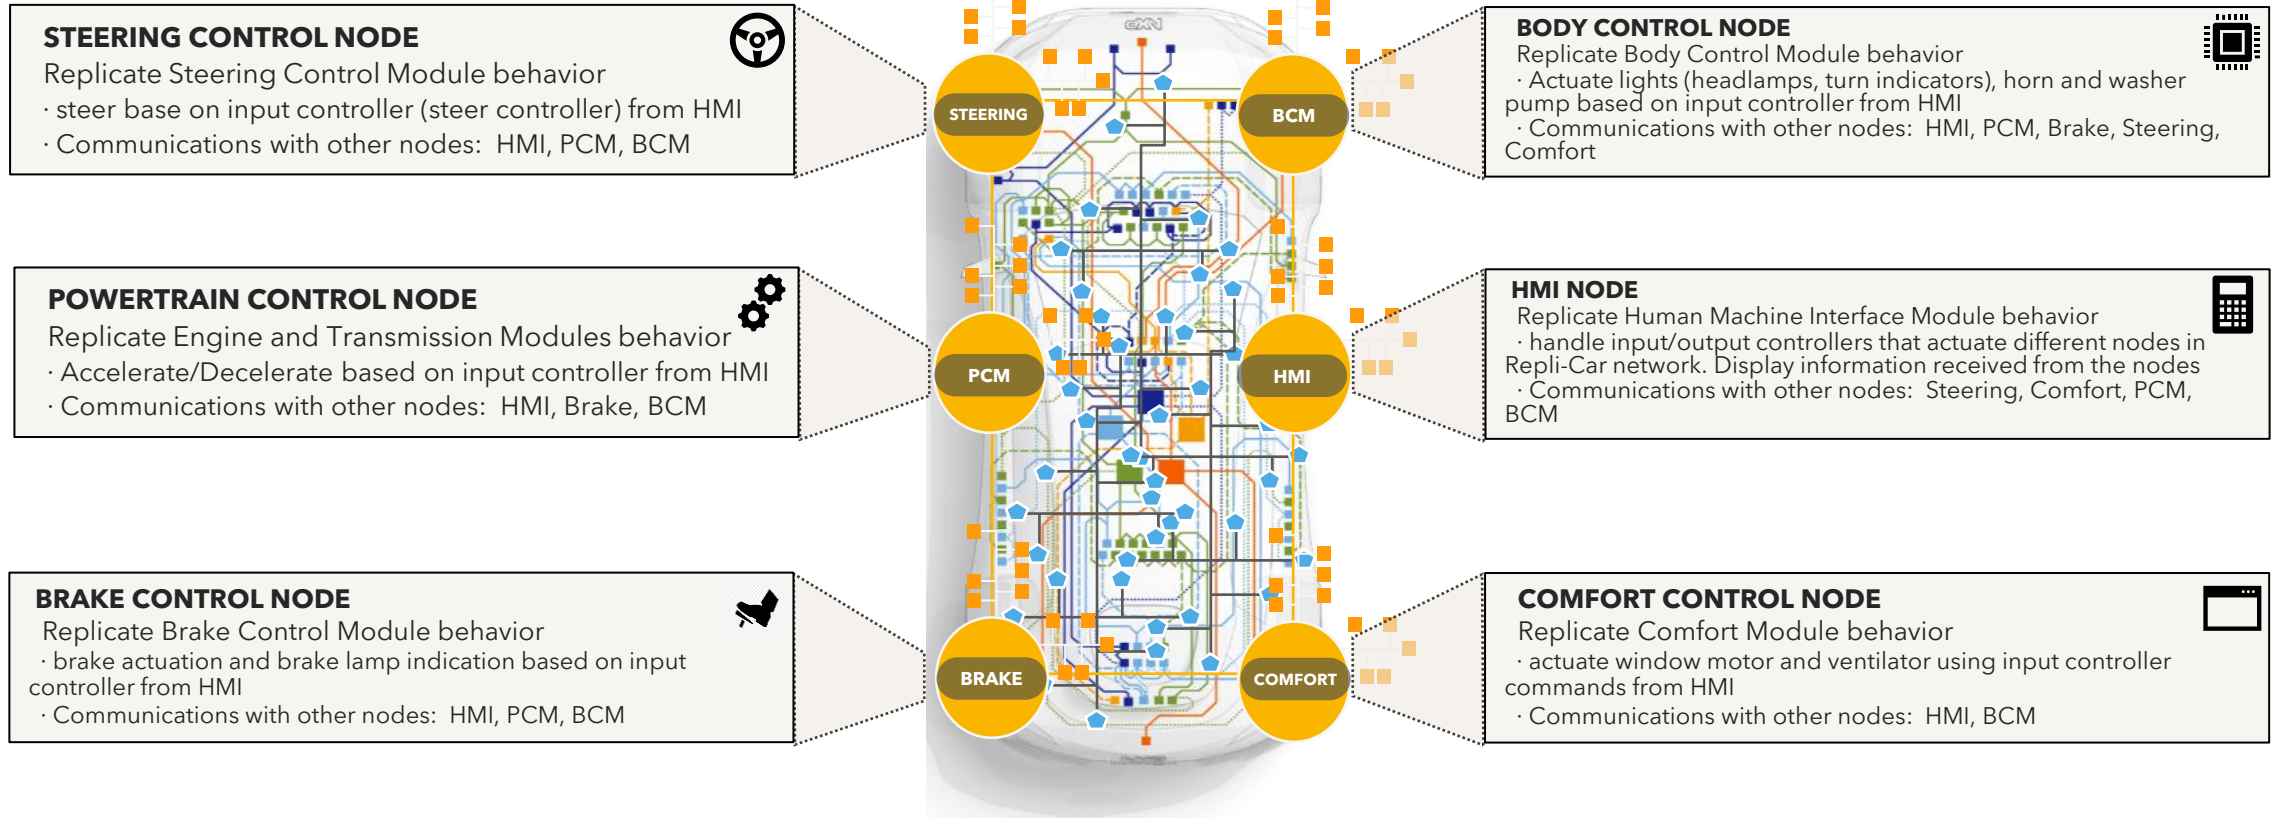 STEERING CONTROL NODE
Replicate Steering Control Module behavior
· steer base on input controller (steer controller) from HMI
· Communications with other nodes: HMI, PCM, BCM
POWERTRAIN CONTROL NODE
Replicate Engine and Transmission Modules behavior
· Accelerate/Decelerate based on input controller from HMI
· Communications with other nodes: HMI, Brake, BCM
BRAKE CONTROL NODE
Replicate Brake Control Module behavior
· brake actuation and brake lamp indication based on input
controller from HMI
· Communications with other nodes: HMI, PCM, BCM
STEERING
BCM
PCM
HMI
BRAKE
COMFORT
BODY CONTROL NODE
Replicate Body Control Module behavior
· Actuate lights (headlamps, turn indicators), horn and washer
pump based on input controller from HMI
· Communications with other nodes: HMI, PCM, Brake, Steering,
Comfort
HMI NODE
Replicate Human Machine Interface Module behavior
· handle input/output controllers that actuate different nodes in
Repli-Car network. Display information received from the nodes
· Communications with other nodes: Steering, Comfort, PCM,
BCM
COMFORT CONTROL NODE
Replicate Comfort Module behavior
· actuate window motor and ventilator using input controller
commands from HMI
· Communications with other nodes: HMI, BCM